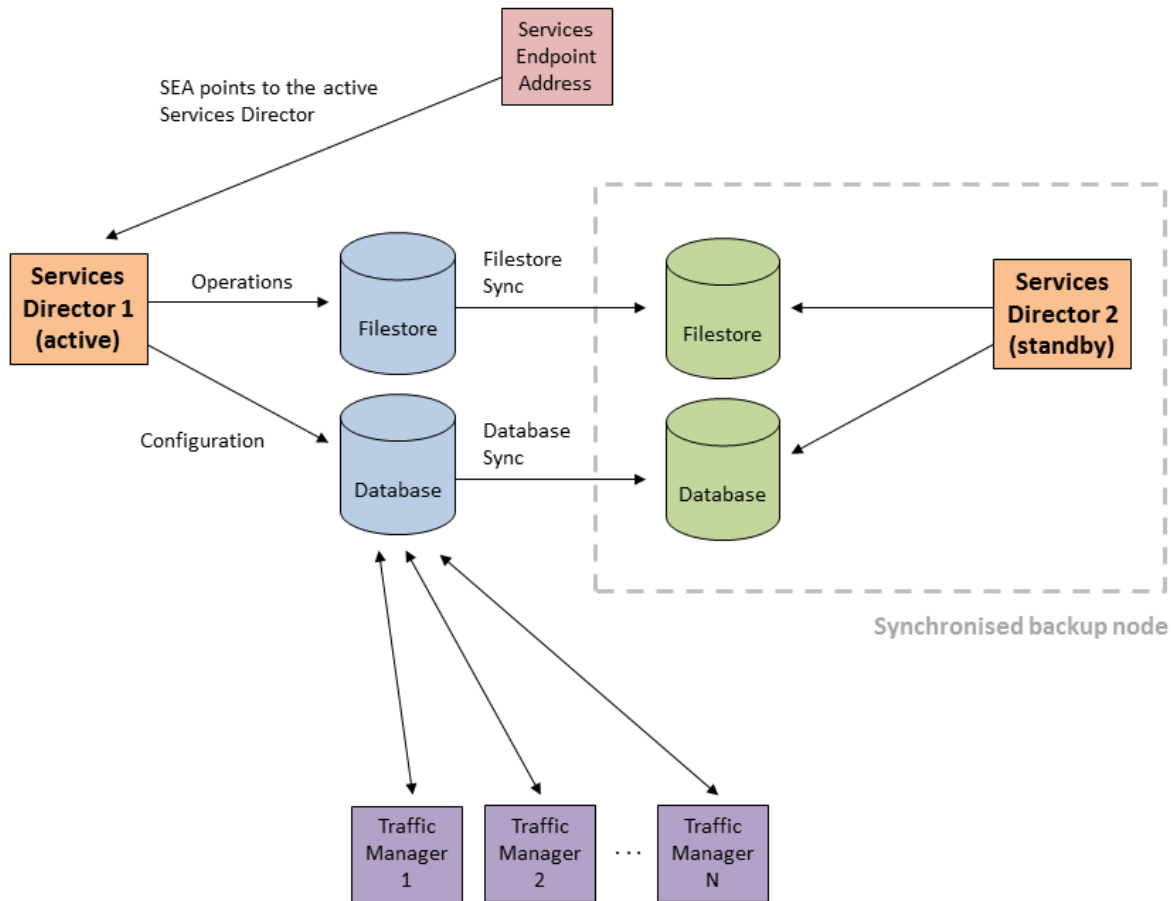 Services
Endpoint
Address
SEA points to the active
Services Director
Services
Director 1
(active)
Operations
Filestore
Filestore
Sync
Filestore
Services
Director 2
(standby)
Configuration
Database
Database
Sync
Database
Synchronised backup node
Traffic
Manager
1
Traffic
Manager
2
...
Traffic
Manager
N